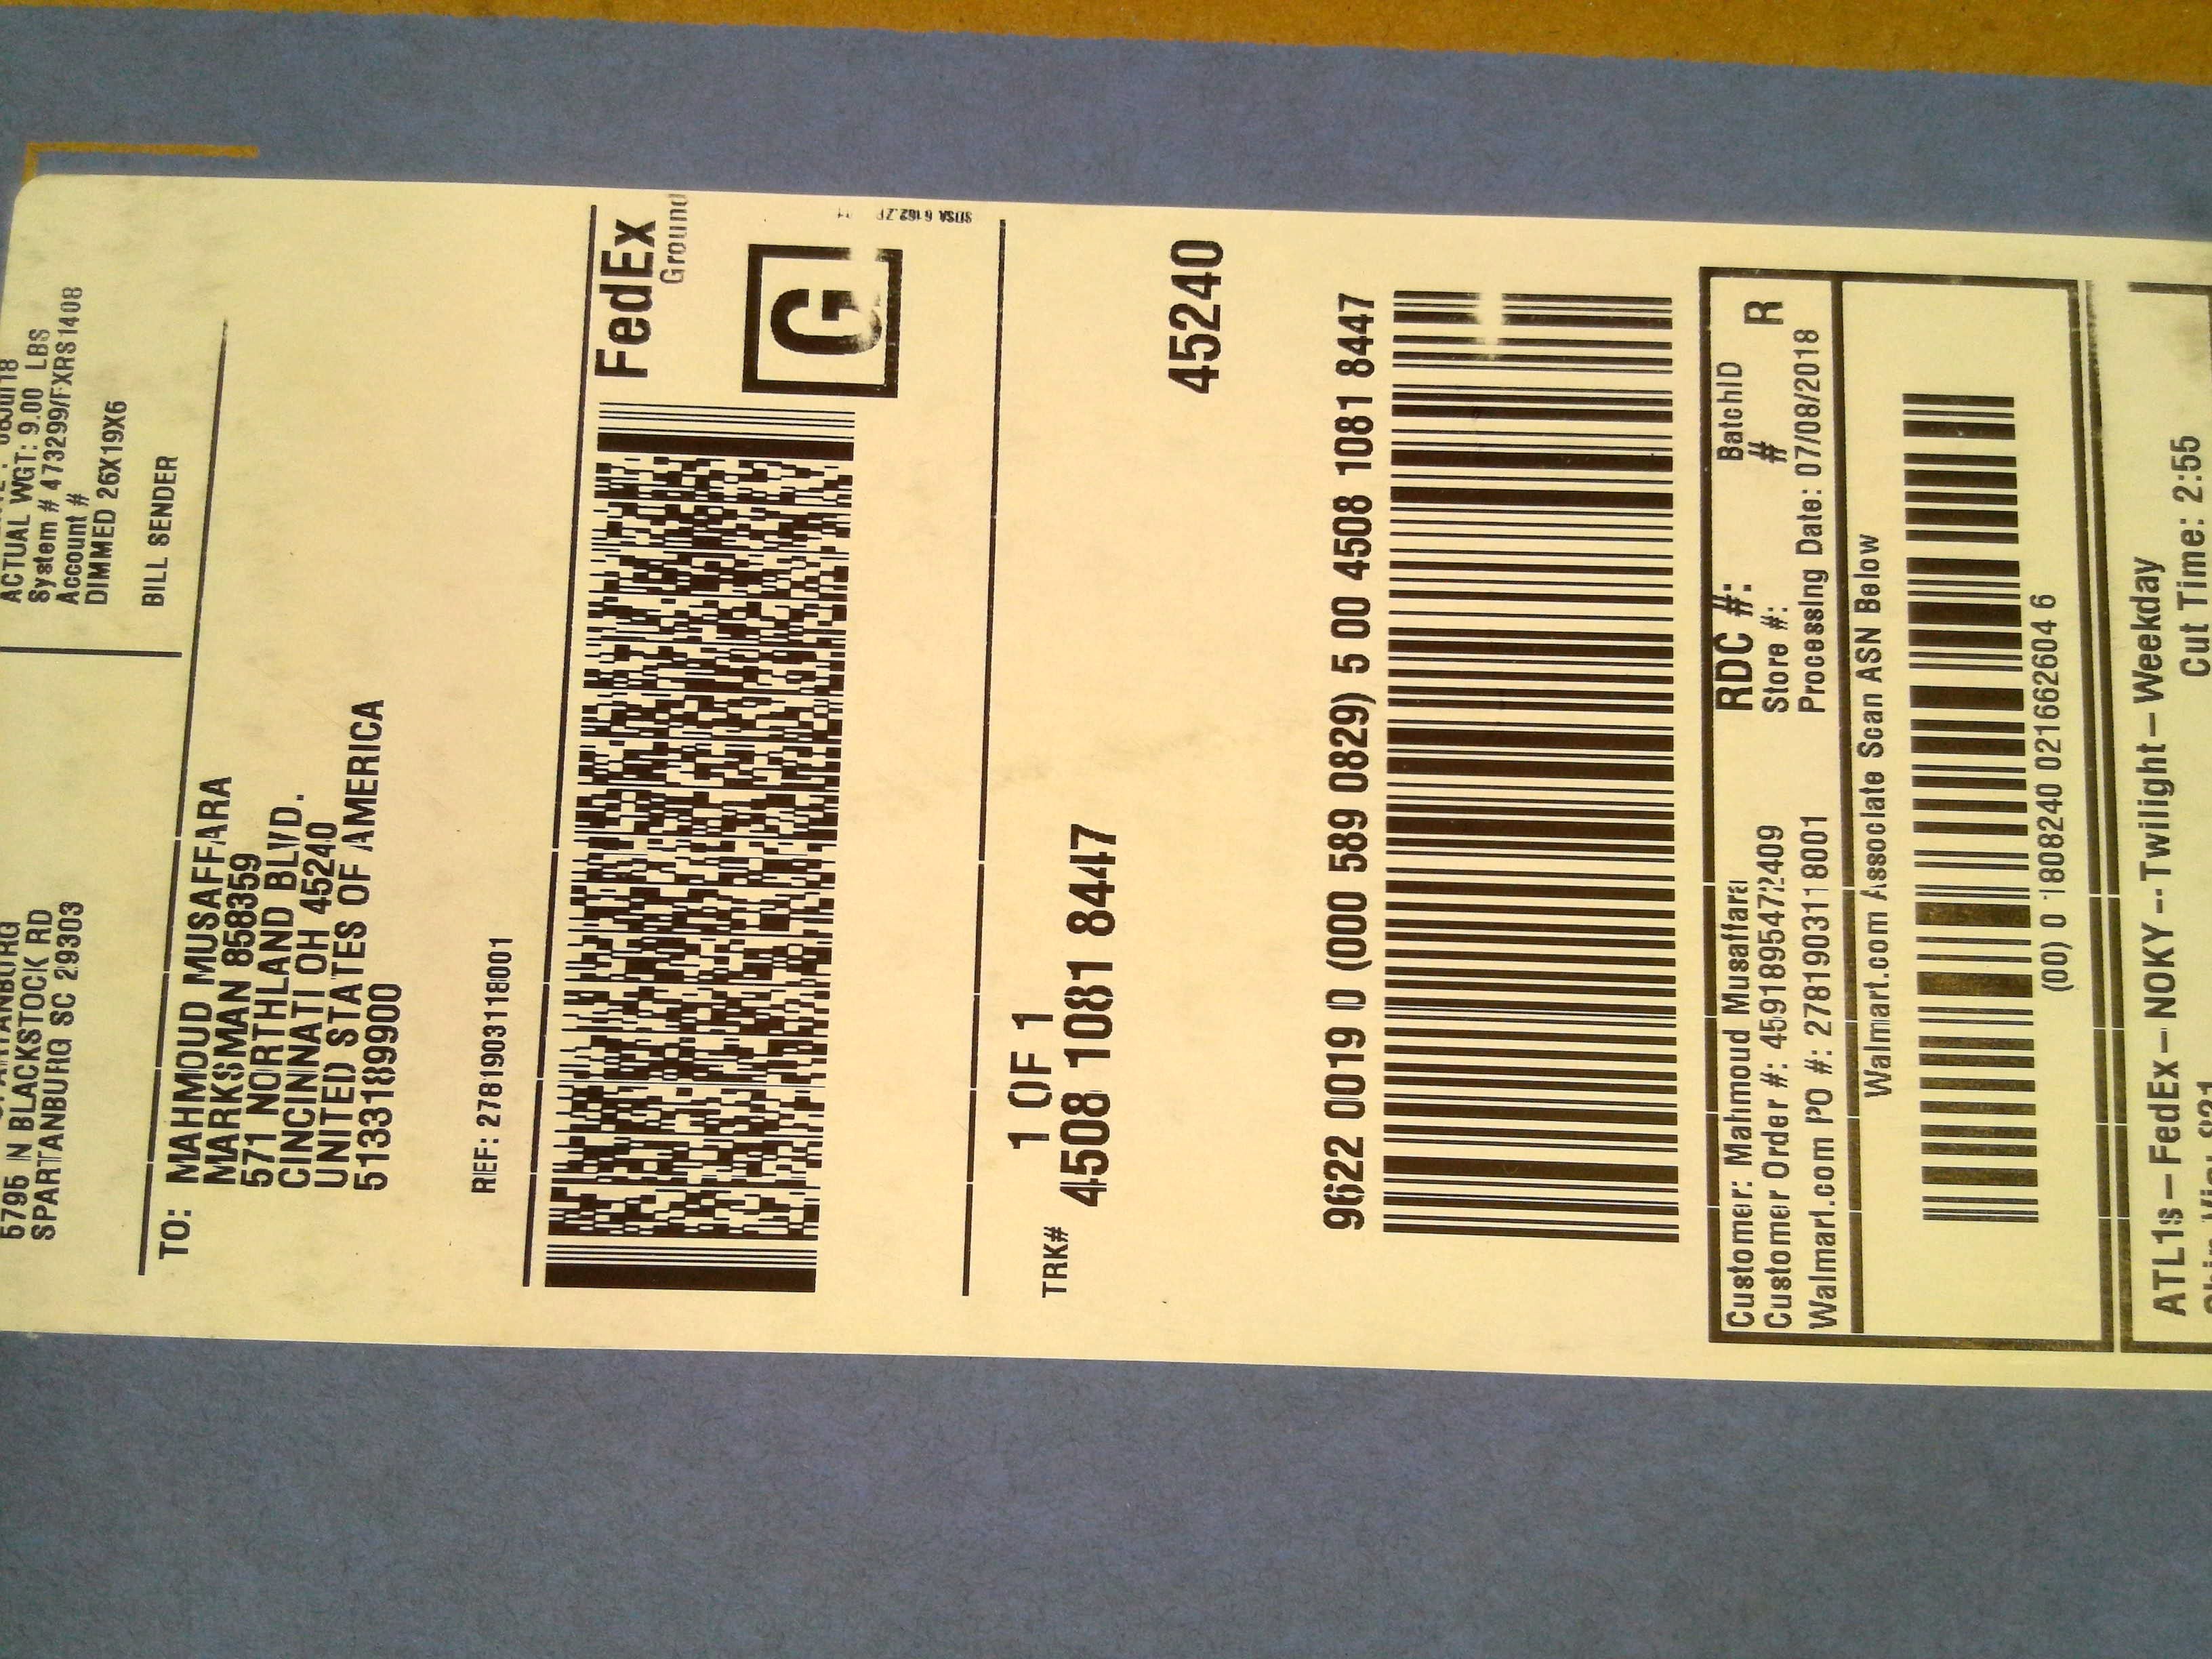 5795 N BLACKSTOCK RD
SPARTANBURG SC 29303
ACTUAL WGT: 9.00 LBS
System # 473299/FXRS1408
Account #
DIMMED 26X19X6
BILL SENDER
TO: MAHMOUD MUSAFFARA
MARKSMAN 858359
571 NORTHLAND BLVD.
CINCINNATI OH 45240
UNITED STATES OF AMERICA
5133189900
REF: 2781903118001
FedEx
Ground
G
1 OF 1
TRK# 4508 1081 8447
45240
9622 0019 0 (000 589 0829) 5 00 4508 1081 8447
Customer: Mahmoud Musaffara
Customer Order #: 4591895472409
Walmart.com PO #: 2781903118001
RDC #:
BatchID
Store #:
#
R
Processing Date: 07/08/2018
Walmart.com Associate Scan ASN Below
(00) 0 1808240 021662604 6
ATL1s-FedEx-NOKY--Twilight-Weekday
Cut Time: 2:55